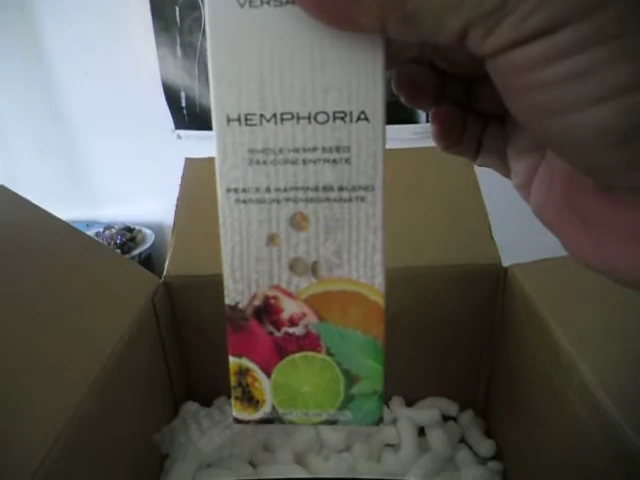 HEMPHORIA
WHOLE HEMP SEED
24X CONCENTRATE
PEACE & HAPPINESS BLEND
PASSION/POMEGRANATE